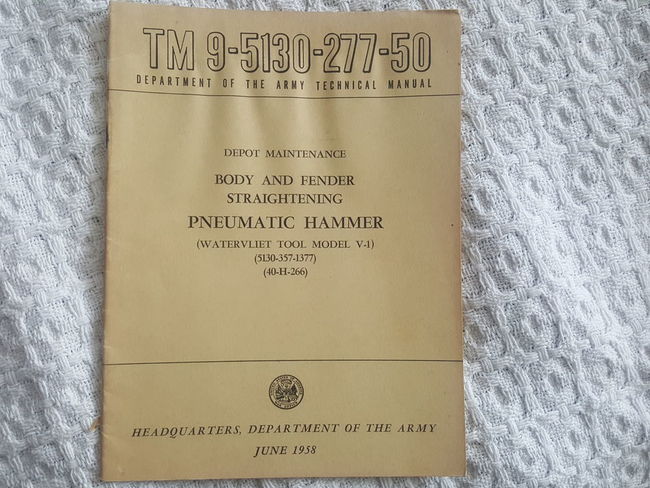 TM 9-5130-277-50
DEPARTMENT OF THE ARMY TECHNICAL MANUAL
DEPOT MAINTENANCE
BODY AND FENDER
STRAIGHTENING
PNEUMATIC HAMMER
(WATERVLIET TOOL MODEL V-1)
(5130-357-1377)
(40-H-266)
HEADQUARTERS, DEPARTMENT OF THE ARMY
JUNE 1958